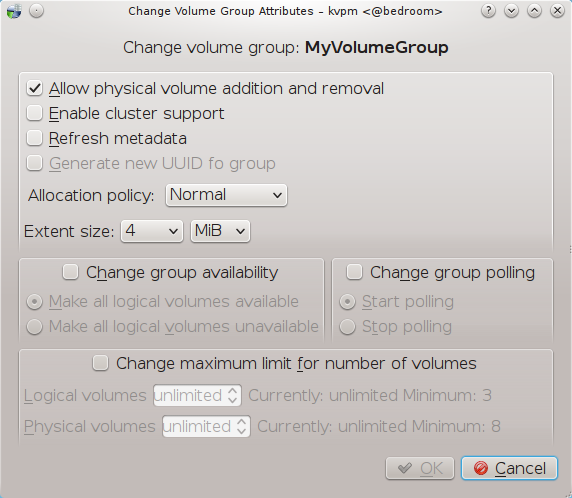 Change Volume Group Attributes – kvpm <@bedroom>
Change volume group: MyVolumeGroup
Allow physical volume addition and removal
Enable cluster support
Refresh metadata
Generate new UUID fo group
Allocation policy: Normal
Extent size: 4 MiB
Change group availability
Make all logical volumes available
Make all logical volumes unavailable
Change group polling
Start polling
Stop polling
Change maximum limit for number of volumes
Logical volumes unlimited Currently: unlimited Minimum: 3
Physical volumes unlimited Currently: unlimited Minimum: 8
OK Cancel